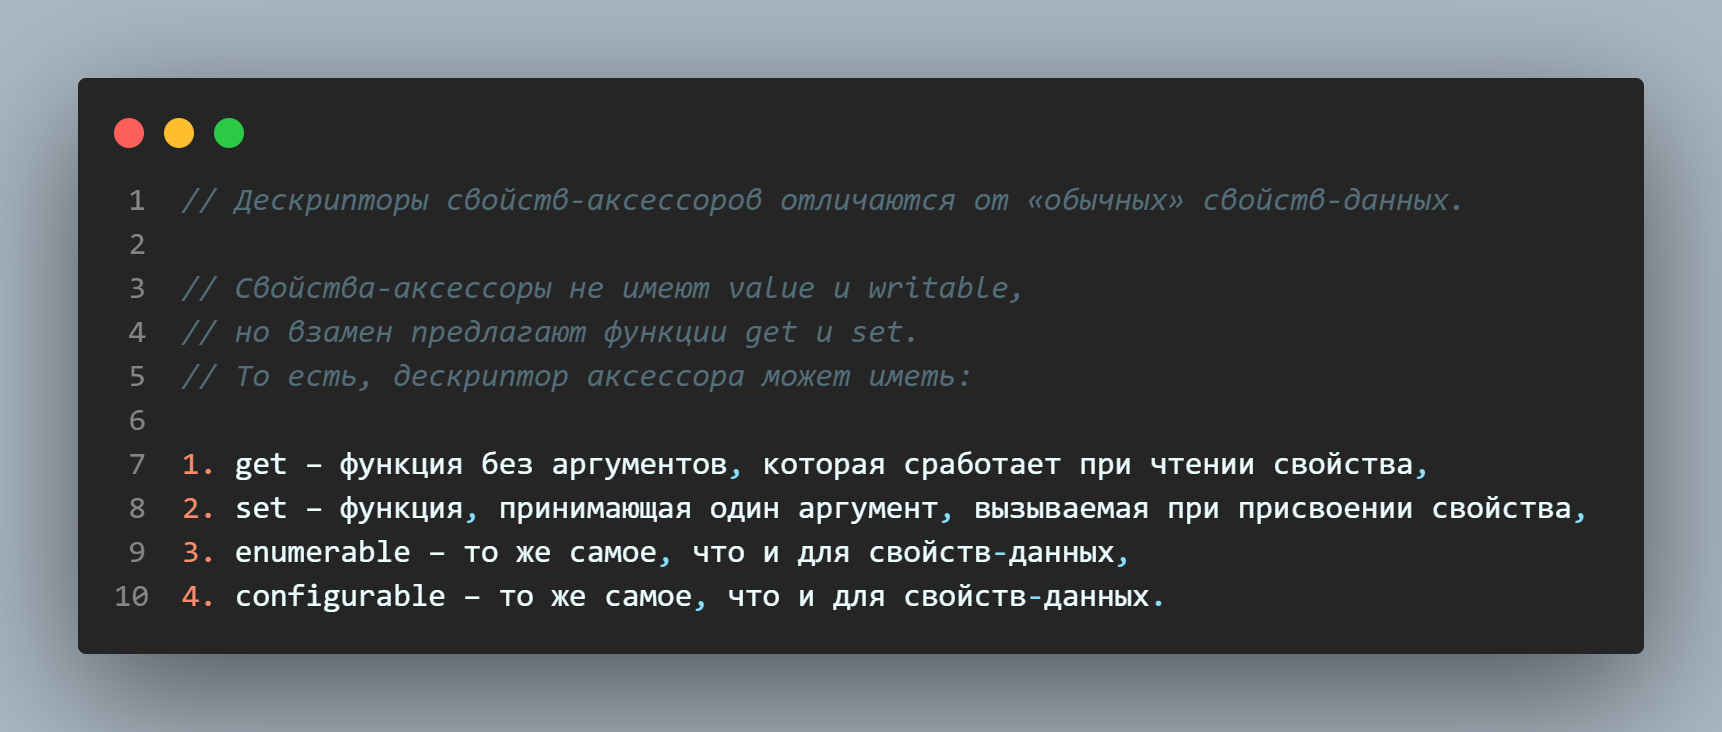 1 // Дескрипторы свойств-аксессоров отличаются от «обычных» свойств-данных.
2
3 // Свойства-аксессоры не имеют value и writable,
4 // но взамен предлагают функции get и set.
5 // То есть, дескриптор аксессора может иметь:
6
7 1. get – функция без аргументов, которая сработает при чтении свойства,
8 2. set – функция, принимающая один аргумент, вызываемая при присвоении свойства,
9 3. enumerable – то же самое, что и для свойств-данных,
10 4. configurable – то же самое, что и для свойств-данных.